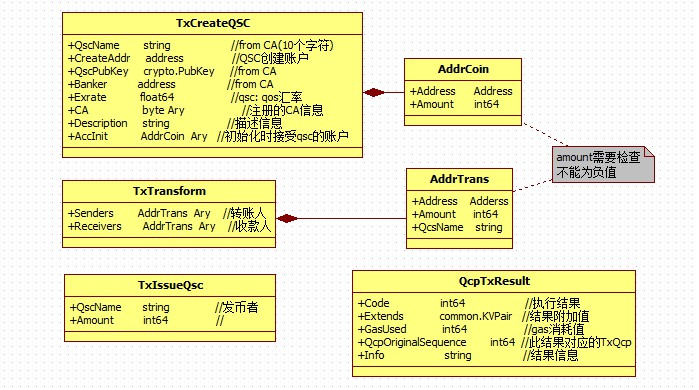 TxCreateQSC
+QscName string //from CA(10个字符)
+CreateAddr address //QSC创建账户
+QscPubKey crypto.PubKey //from CA
+Banker address //from CA
+Exrate float64 //qsc: qos汇率
+CA byte Ary //注册的CA信息
+Description string //描述信息
+AccInit AddrCoin Ary //初始化时接受qsc的账户
AddrCoin
+Address Address
+Amount int64
amount需要检查
不能为负值
AddrTrans
+Address Adderss
+Amount int64
+QcsName string
TxTransform
+Senders AddrTrans Ary //转账人
+Receivers AddrTrans Ary //收款人
TxIssueQsc
+QscName string //发币者
+Amount int64 //
QcpTxResult
+Code int64 //执行结果
+Extends common.KVPair //结果附加值
+GasUsed int64 //gas消耗值
+QcpOriginalSequence int64 //此结果对应的TxQcp
+Info string //结果信息